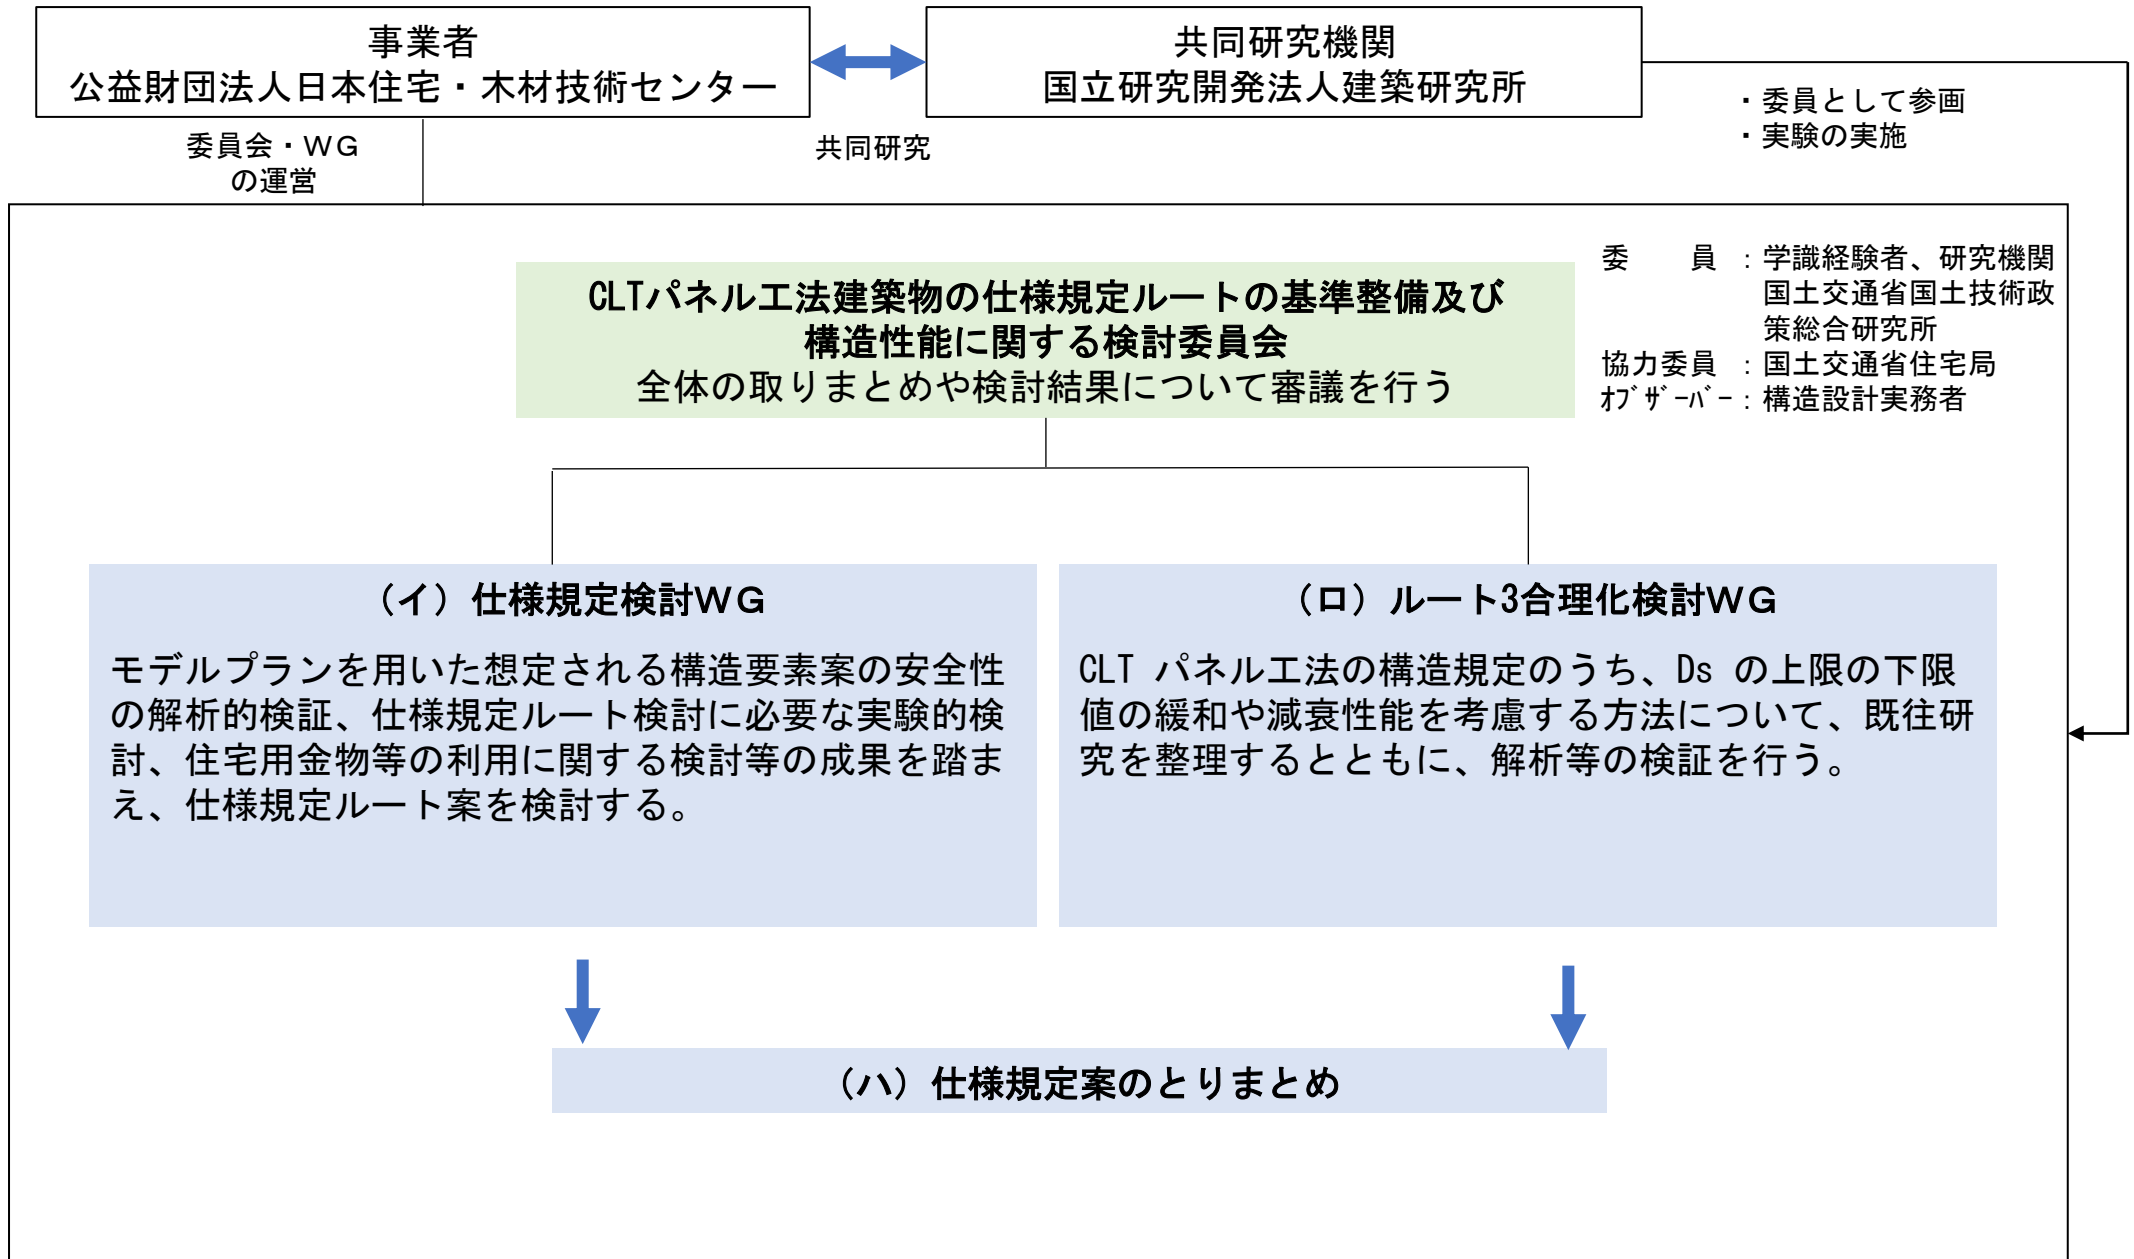 事業者
公益財団法人日本住宅・木材技術センター
共同研究機関
国立研究開発法人建築研究所
・委員として参画
・実験の実施
委員会・ＷＧ
の運営
共同研究
委　員　：学識経験者、研究機関
国土交通省国土技術政
策総合研究所
協力委員　：国土交通省住宅局
ｵﾌﾞｻﾞｰﾊﾞｰ：構造設計実務者
CLTパネル工法建築物の仕様規定ルートの基準整備及び
構造性能に関する検討委員会
全体の取りまとめや検討結果について審議を行う
（イ）仕様規定検討ＷＧ
モデルプランを用いた想定される構造要素案の安全性
の解析的検証、仕様規定ルート検討に必要な実験的検
討、住宅用金物等の利用に関する検討等の成果を踏ま
え、仕様規定ルート案を検討する。
（ロ）ルート3合理化検討ＷＧ
CLT パネル工法の構造規定のうち、Ds の上限の下限
値の緩和や減衰性能を考慮する方法について、既往研
究を整理するとともに、解析等の検証を行う。
（ハ）仕様規定案のとりまとめ